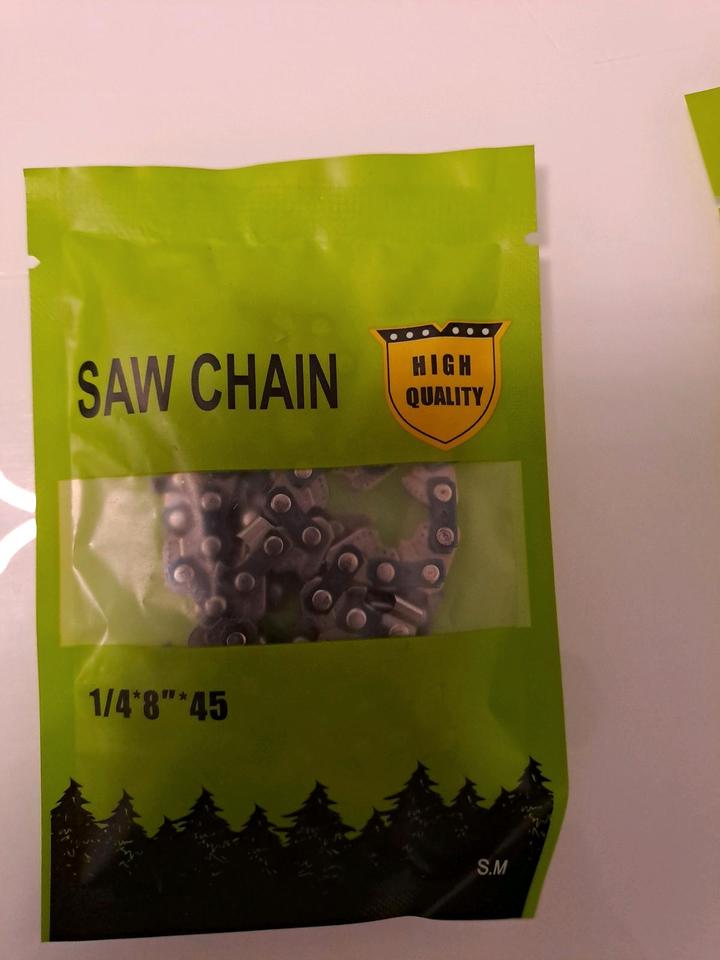 SAW CHAIN
HIGH
QUALITY
1/4*8"*45
S.M